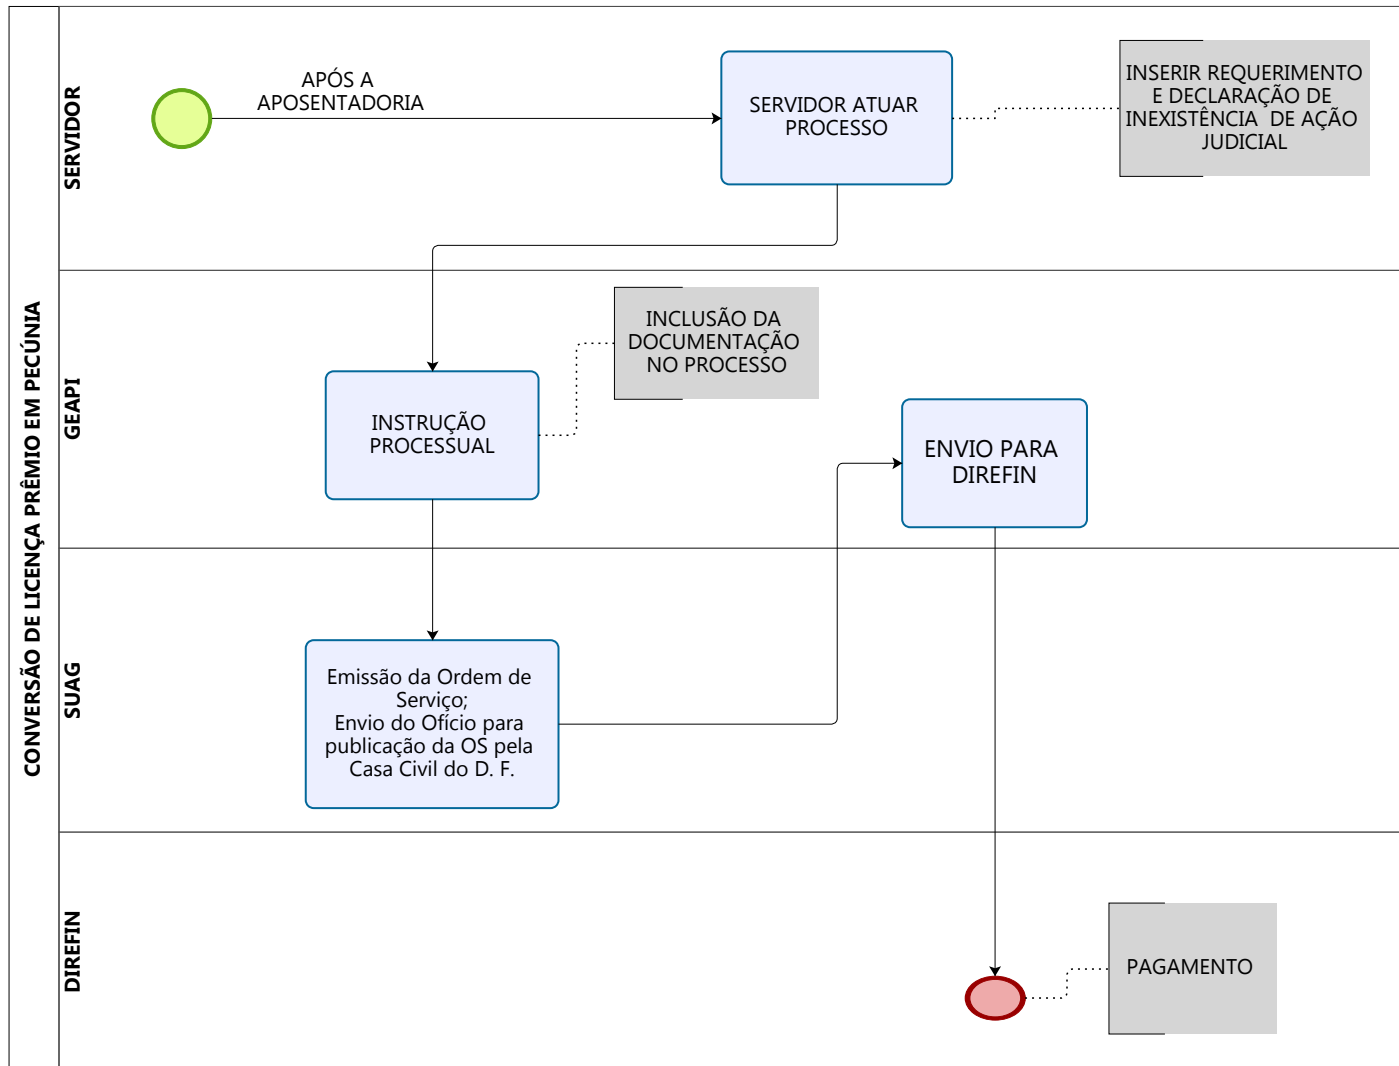 CONVERSÃO DE LICENÇA PRÊMIO EM PECÚNIA
SERVIDOR
APÓS A
APOSENTADORIA
SERVIDOR ATUAR
PROCESSO
INSERIR REQUERIMENTO
E DECLARAÇÃO DE
INEXISTÊNCIA DE AÇÃO
JUDICIAL
GEAPI
INCLUSÃO DA
DOCUMENTAÇÃO
NO PROCESSO
INSTRUÇÃO
PROCESSUAL
ENVIO PARA
DIREFIN
SUAG
Emissão da Ordem de
Serviço;
Envio do Ofício para
publicação da OS pela
Casa Civil do D. F.
DIREFIN
PAGAMENTO